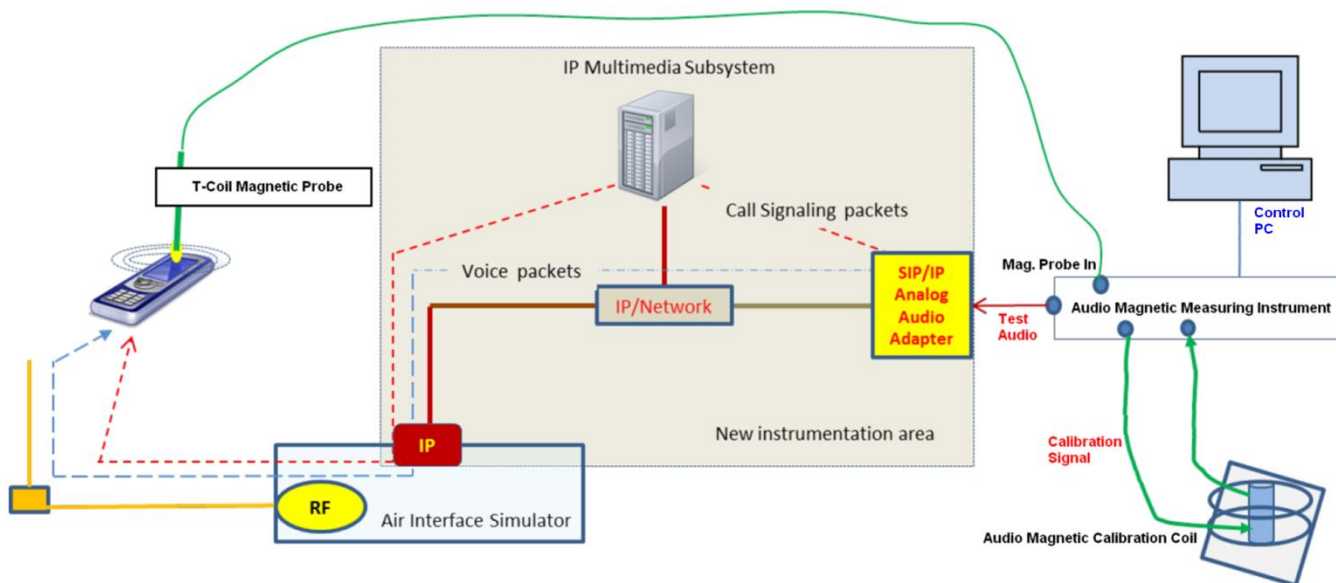 IP Multimedia Subsystem
T-Coil Magnetic Probe
Call Signaling packets
Control
PC
Voice packets
SIP/IP
Analog
Audio
Adapter
Mag. Probe In
IP/Network
Test
Audio
Audio Magnetic Measuring Instrument
New instrumentation area
IP
Calibration
Signal
RF
Air Interface Simulator
Audio Magnetic Calibration Coil